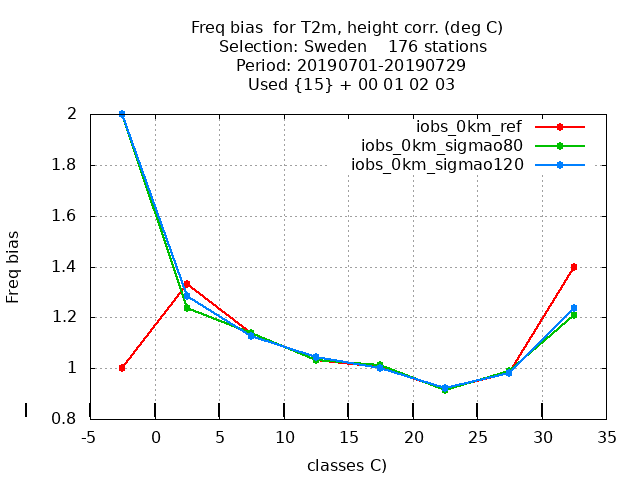 Freq bias  for T2m, height corr. (deg C)
Selection: Sweden    176 stations
Period: 20190701-20190729
Used {15} + 00 01 02 03
iobs_0km_ref
iobs_0km_sigmao80
iobs_0km_sigmao120
2
1.8
1.6
1.4
1.2
1
0.8
Freq bias
-5 0 5 10 15 20 25 30 35
classes C)